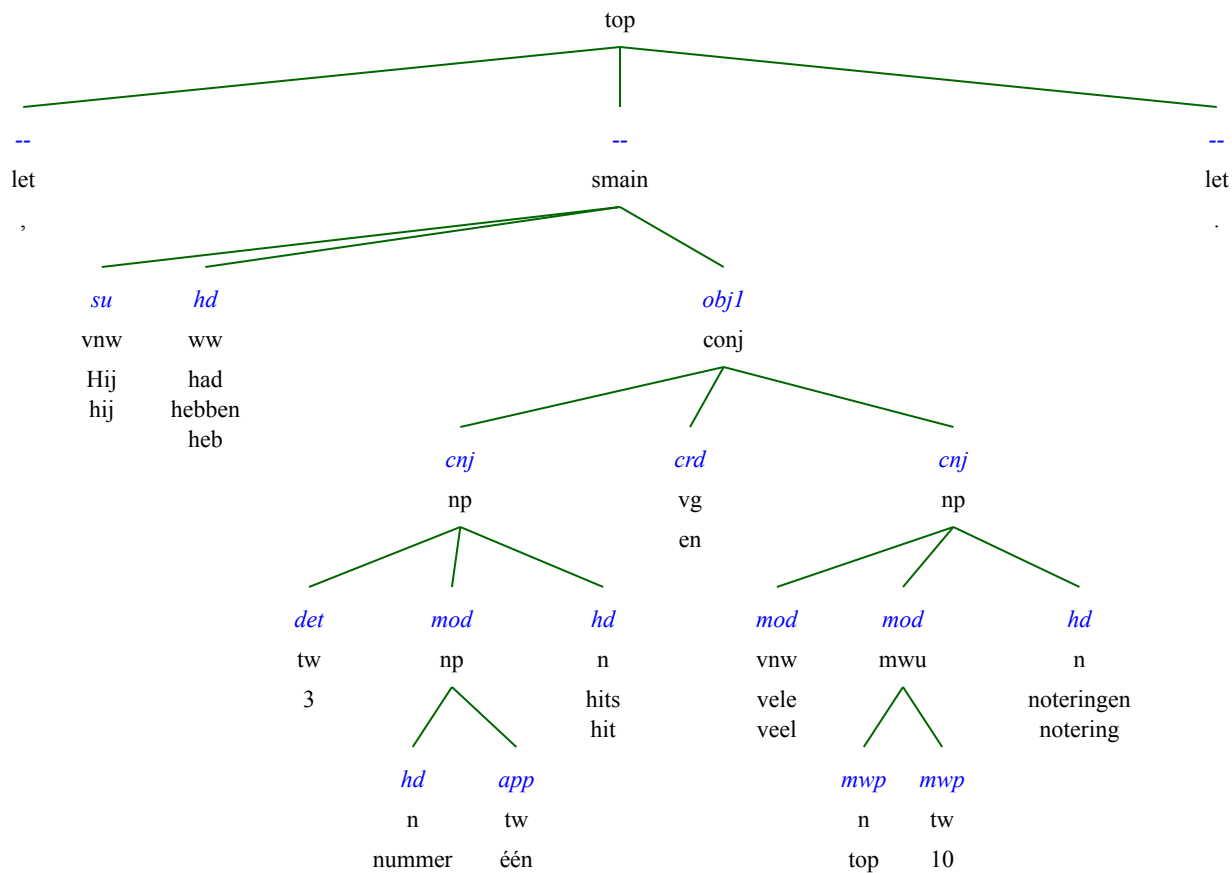 top
-- -- --
let smain let
, .
su hd obj1
vnw ww conj
Hij had
hij hebben
heb
cnj crd cnj
np vg np
en
det mod hd mod mod hd
tw np n vnw mwu n
3 hits vele noteringen
hit veel notering
hd app mwp mwp
n tw n tw
nummer één top 10